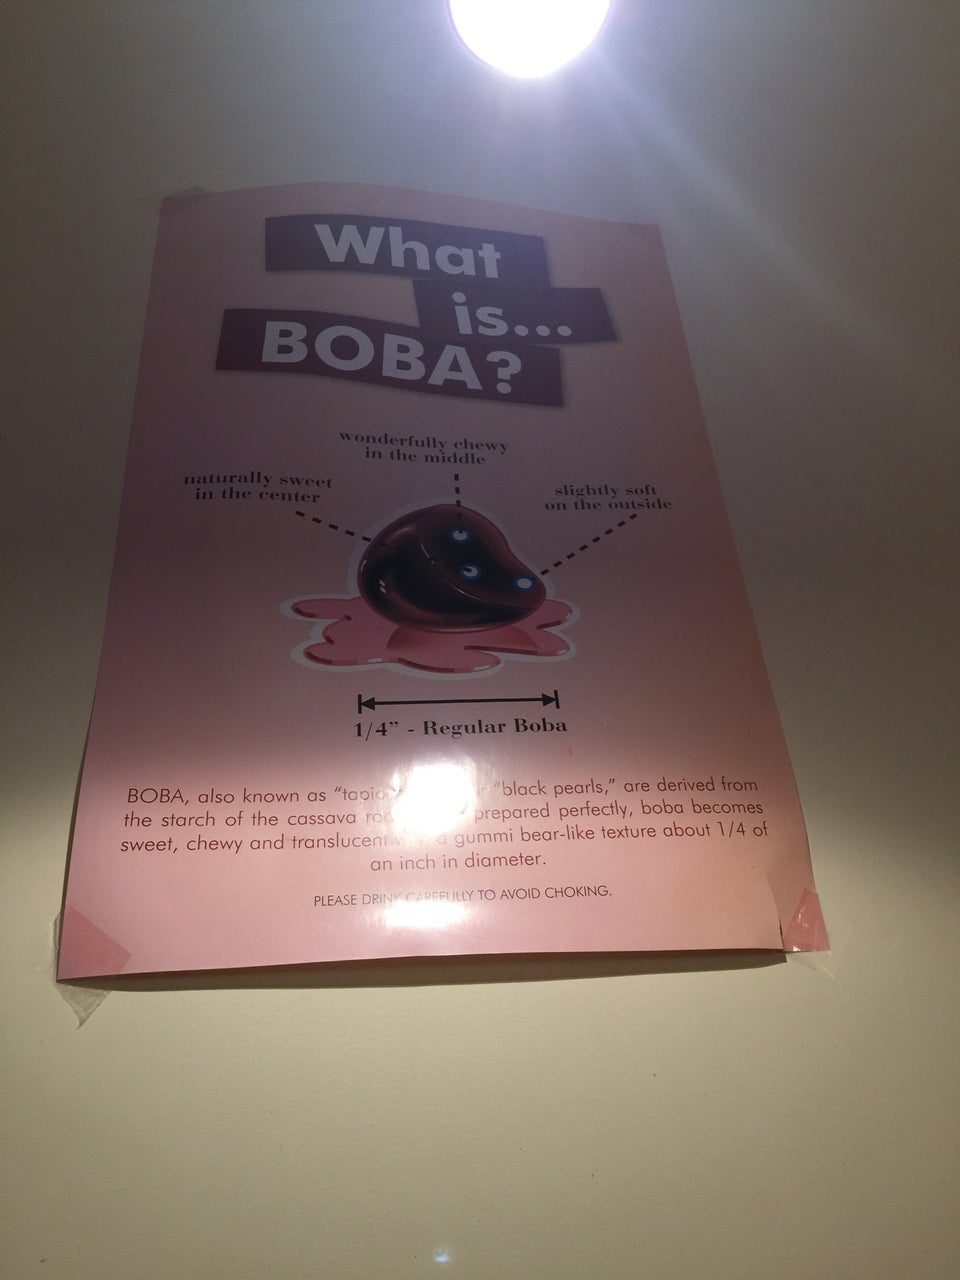 What
is...
BOBA?
wonderfully chewy
in the middle
naturally sweet
in the center
slightly soft
on the outside
1/4” - Regular Boba
BOBA, also known as “black pearls,” are derived from
the starch of the cassava prepared perfectly, boba becomes
sweet, chewy and translucent a gummi bear-like texture about 1/4 of
an inch in diameter.
PLEASE DRINK CAREFULLY TO AVOID CHOKING.